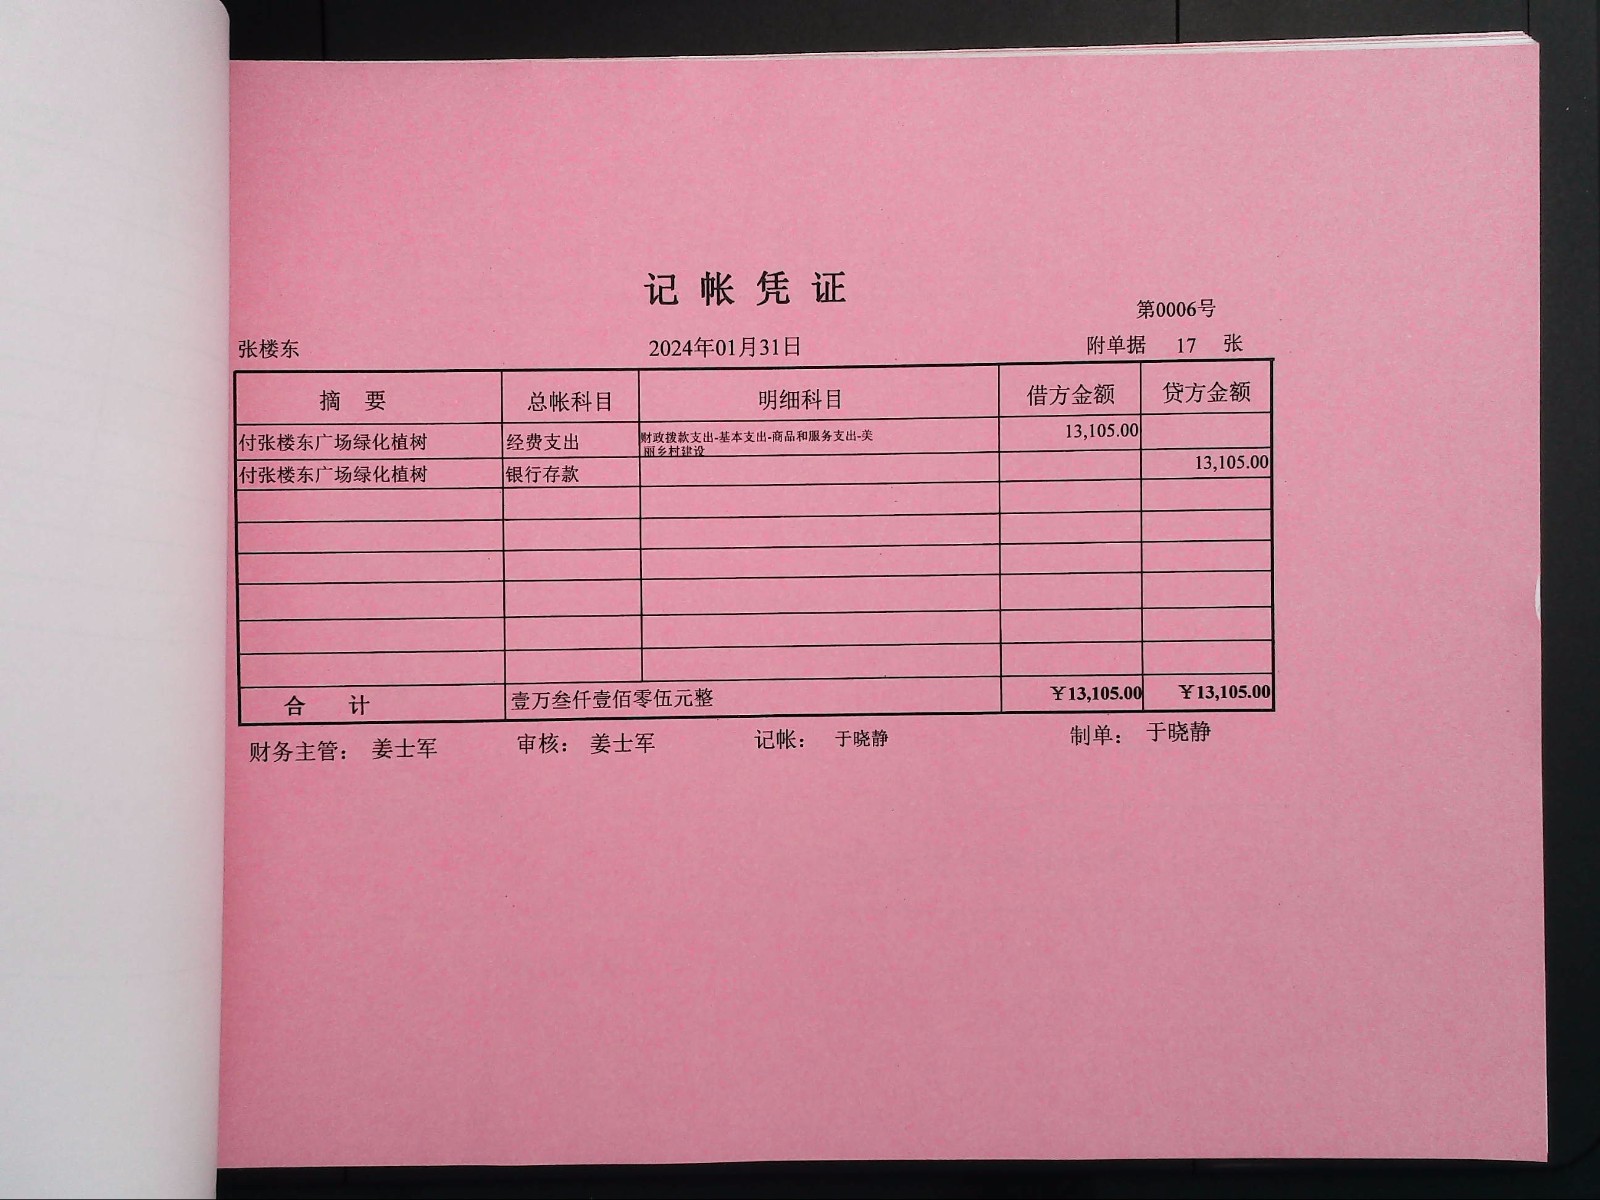 记帐凭证
第0006号
张楼东 2024年01月31日 附单据 17 张
摘要 总帐科目 明细科目 借方金额 贷方金额
付张楼东广场绿化植树 经费支出 财政拨款支出-基本支出-商品和服务支出-美 13,105.00
丽乡村建设
付张楼东广场绿化植树 银行存款 13,105.00
合计 壹万叁仟壹佰零伍元整 ¥13,105.00 ¥13,105.00
财务主管： 姜士军 审核： 姜士军 记帐： 于晓静 制单： 于晓静